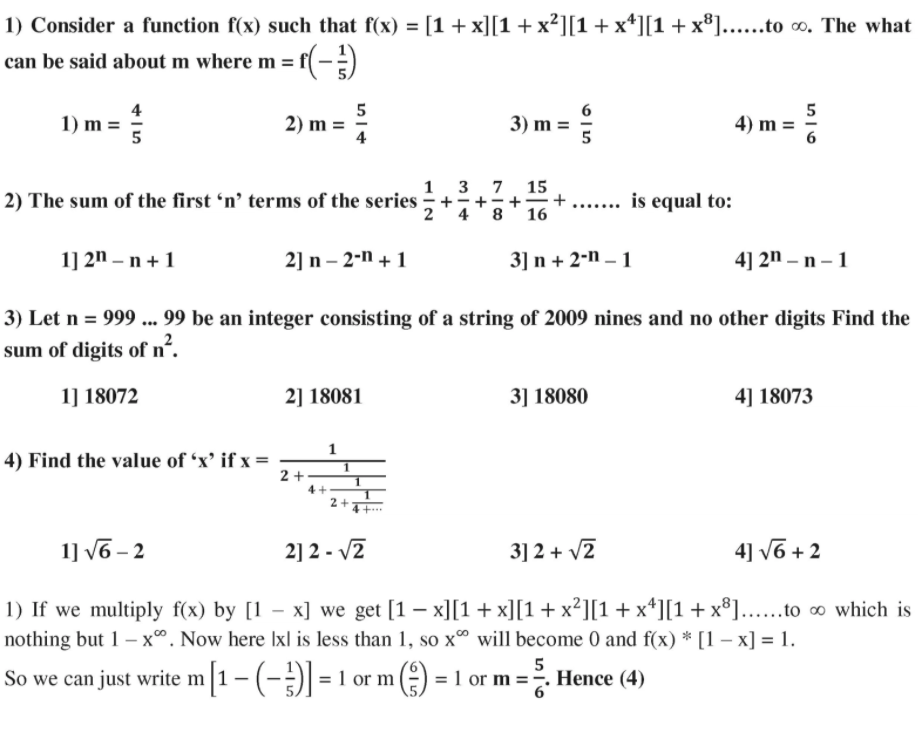 1) Consider a function f(x) such that f(x) = [1 + x][1 + x²][1 + x⁴][1 + x⁸]......to ∞. The what
can be said about m where m = f(−1/5)
1) m = 4/5 2) m = 5/4 3) m = 6/5 4) m = 5/6
2) The sum of the first ‘n’ terms of the series 1/2 + 3/4 + 7/8 + 15/16 + ....... is equal to:
1] 2ⁿ – n + 1 2] n – 2⁻ⁿ + 1 3] n + 2⁻ⁿ – 1 4] 2ⁿ – n – 1
3) Let n = 999 ... 99 be an integer consisting of a string of 2009 nines and no other digits Find the
sum of digits of n².
1] 18072 2] 18081 3] 18080 4] 18073
4) Find the value of ‘x’ if x = 1/(2 + 1/(4 + 1/(2 + 1/(4 + ···))))
1] √6 – 2 2] 2 - √2 3] 2 + √2 4] √6 + 2
1) If we multiply f(x) by [1 – x] we get [1 − x][1 + x][1 + x²][1 + x⁴][1 + x⁸]......to ∞ which is
nothing but 1 – x^∞. Now here |x| is less than 1, so x^∞ will become 0 and f(x) * [1 – x] = 1.
So we can just write m [1 − (−1/5)] = 1 or m (6/5) = 1 or m = 5/6. Hence (4)